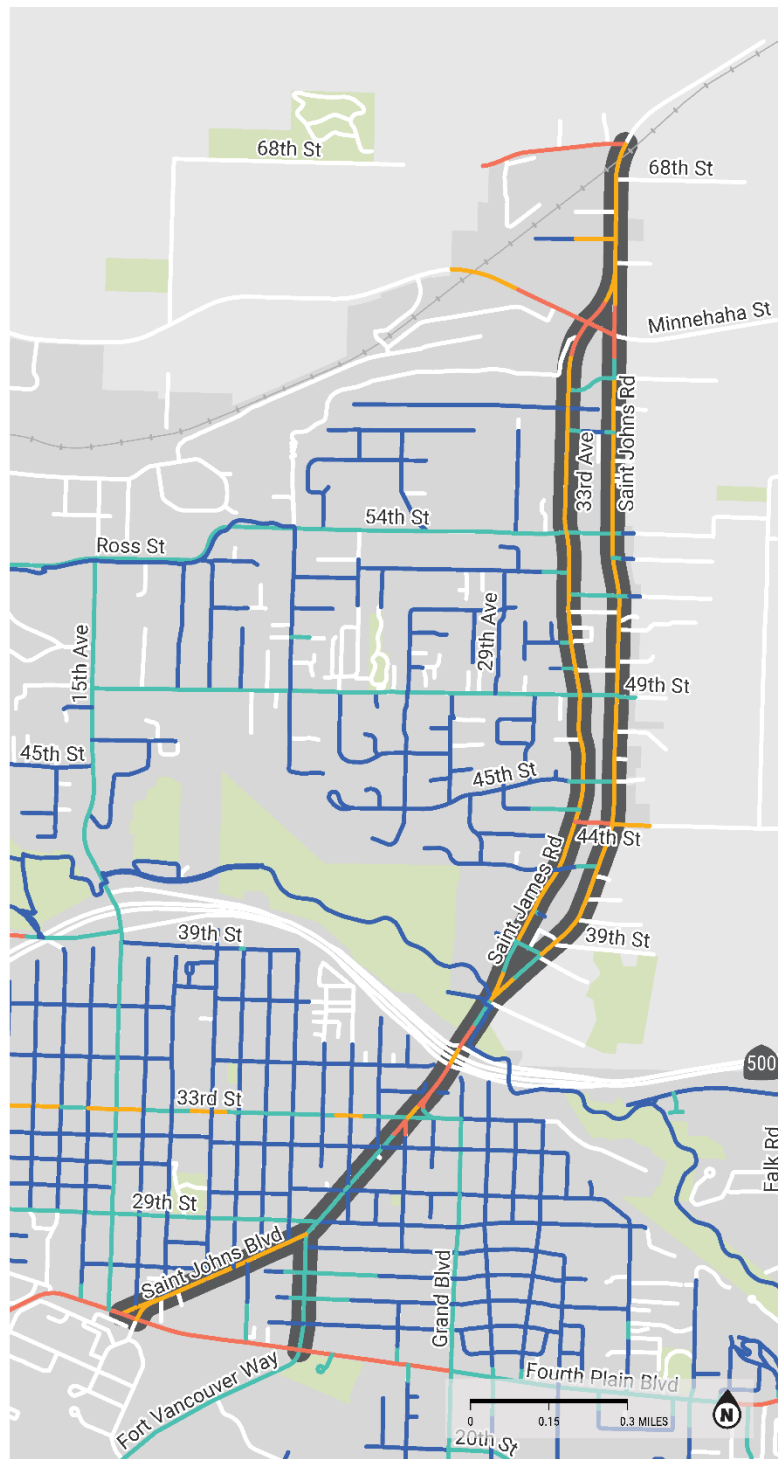 68th St
68th St
Minnehaha St
33rd Ave
Saint Johns Rd
54th St
Ross St
29th Ave
15th Ave
49th St
45th St
45th St
44th St
Saint James Rd
39th St
39th St
500
33rd St
Falk Rd
29th St
Saint Johns Blvd
Grand Blvd
Fourth Plain Blvd
Fort Vancouver Way
N
0 0.15 0.3 MILES
20th St